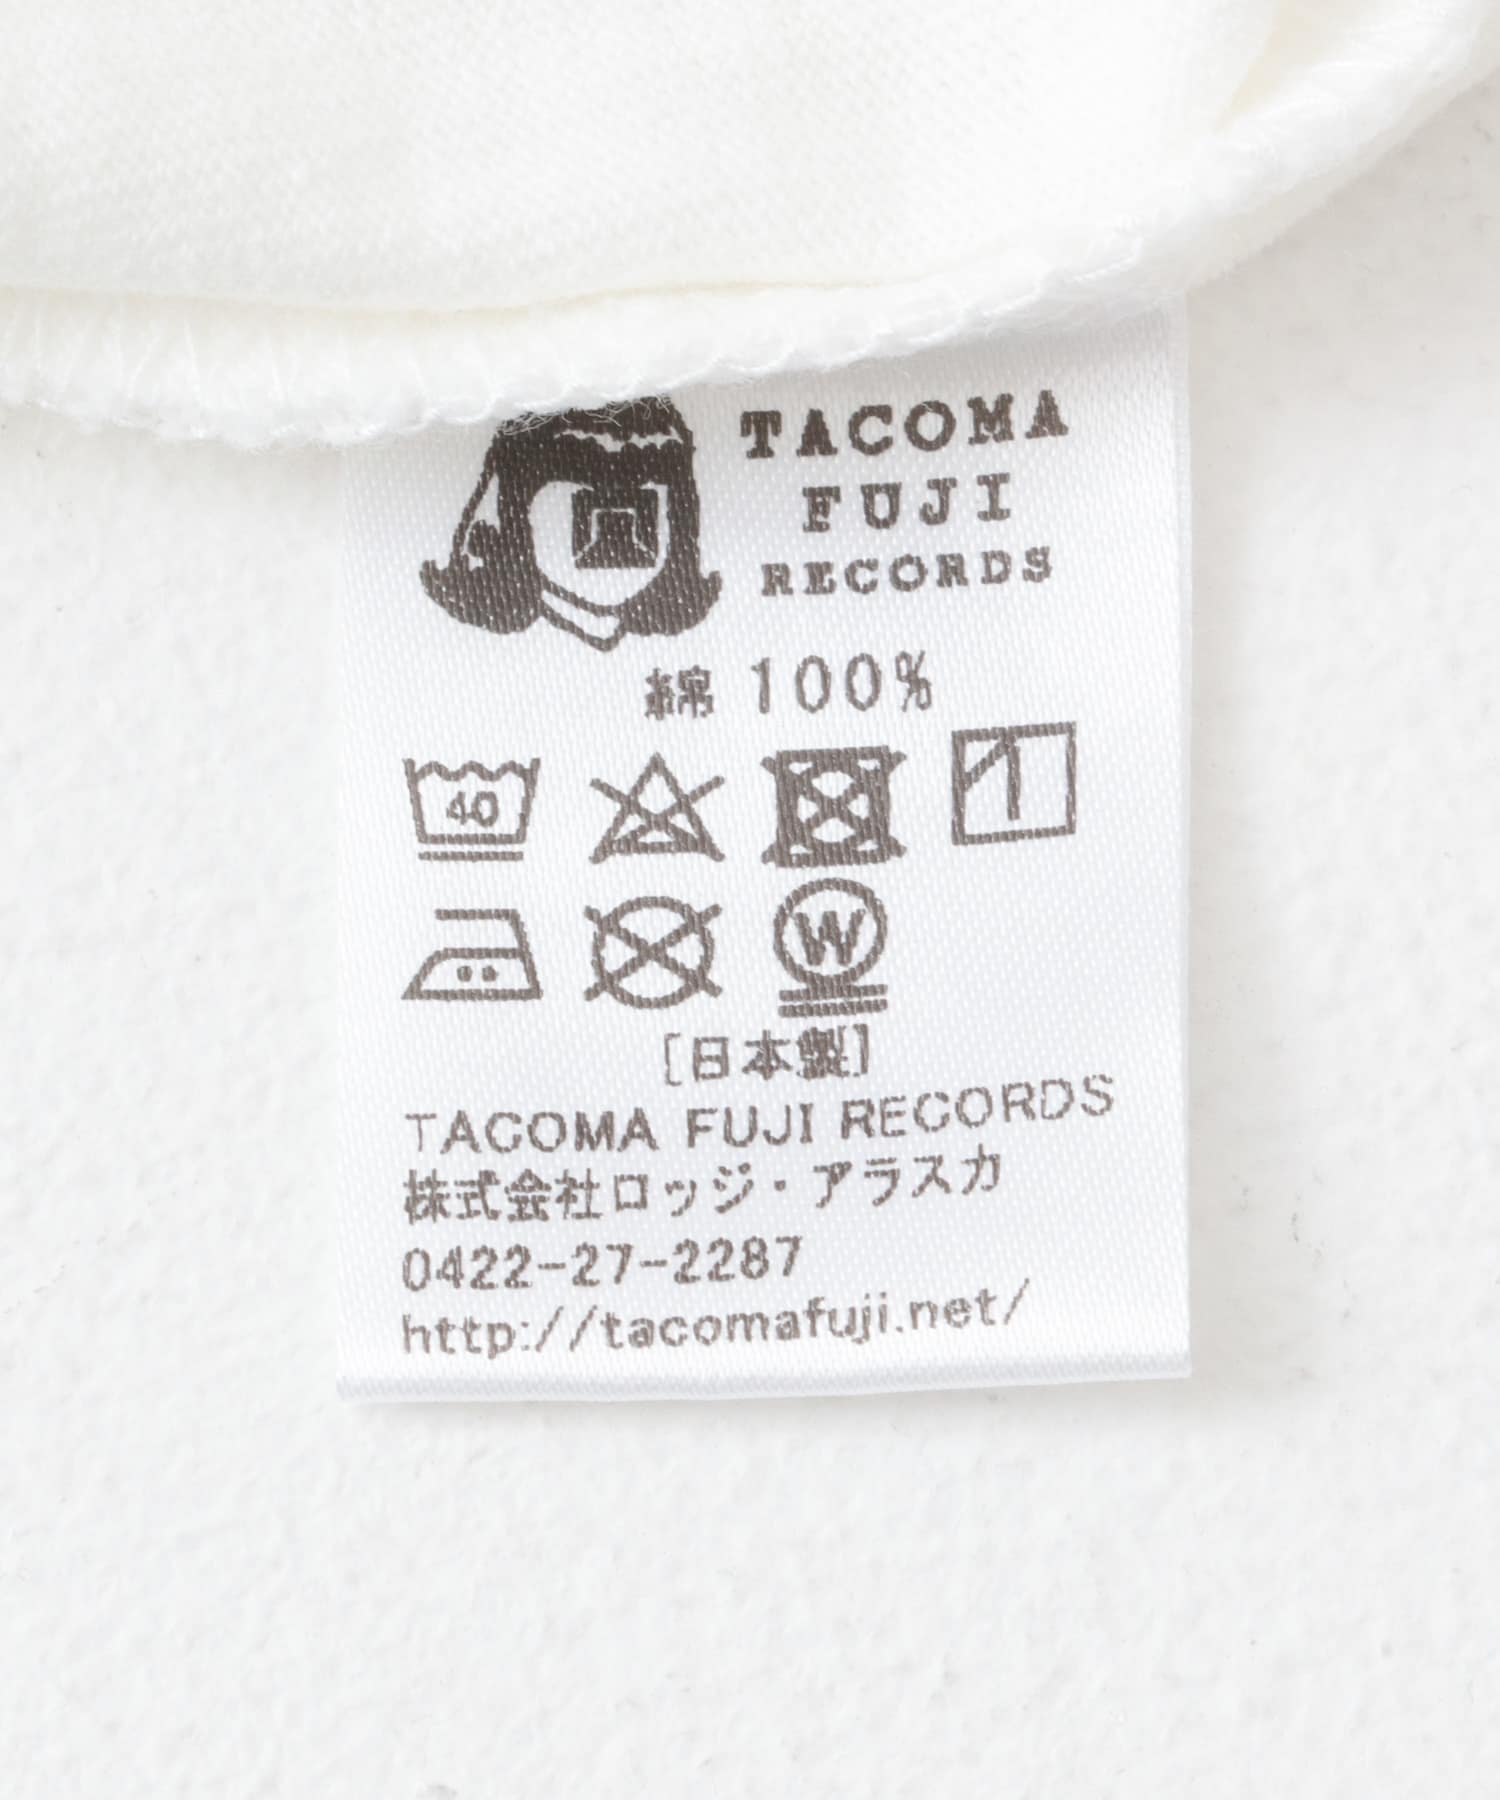 TACOMA
FUJI
RECORDS
綿 100%
40
W
[日本製]
TACOMA FUJI RECORDS
株式会社ロッジ・アラスカ
0422-27-2287
http://tacomafuji.net/